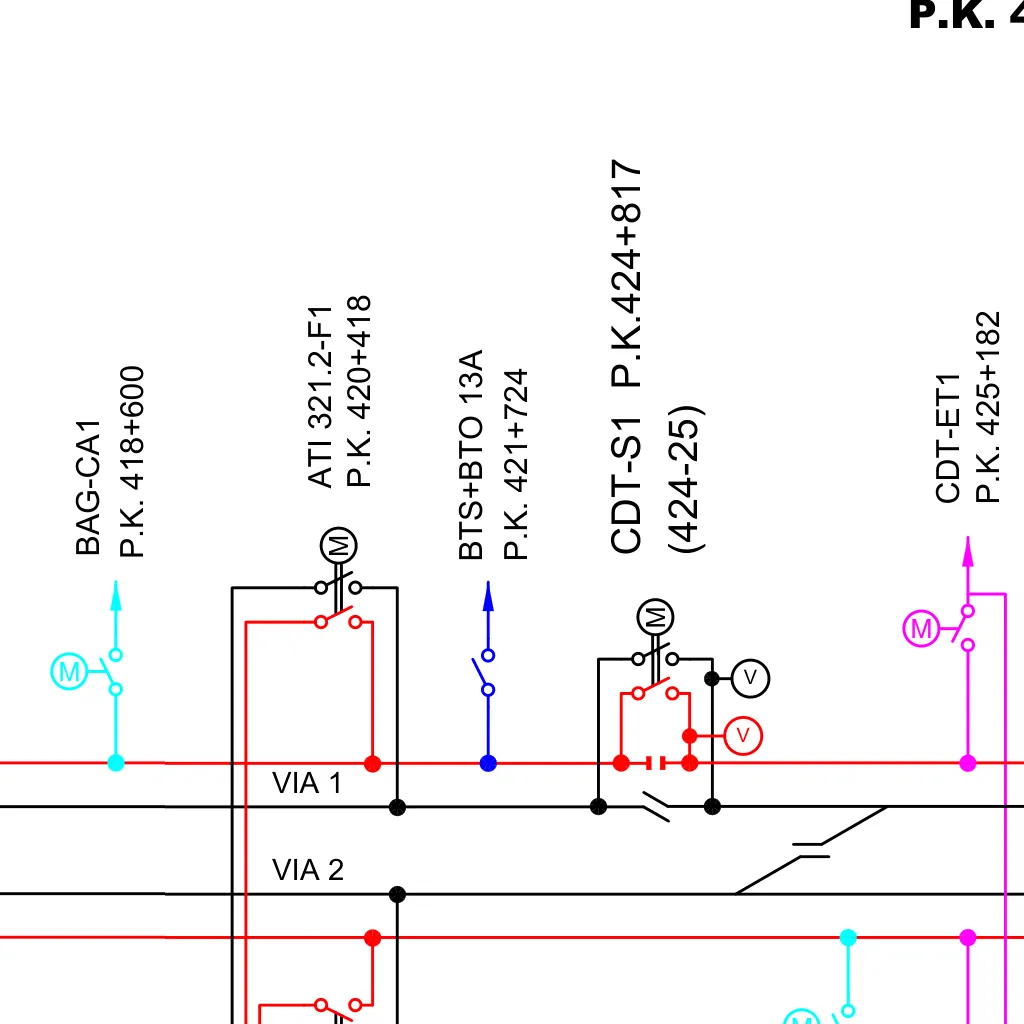 P.K. 4
BAG-CA1
P.K. 418+600
ATI 321.2-F1
P.K. 420+418
BTS+BTO 13A
P.K. 421+724
CDT-S1 P.K.424+817
(424-25)
CDT-ET1
P.K. 425+182
M
M
M
M
V
V
VIA 1
VIA 2
M